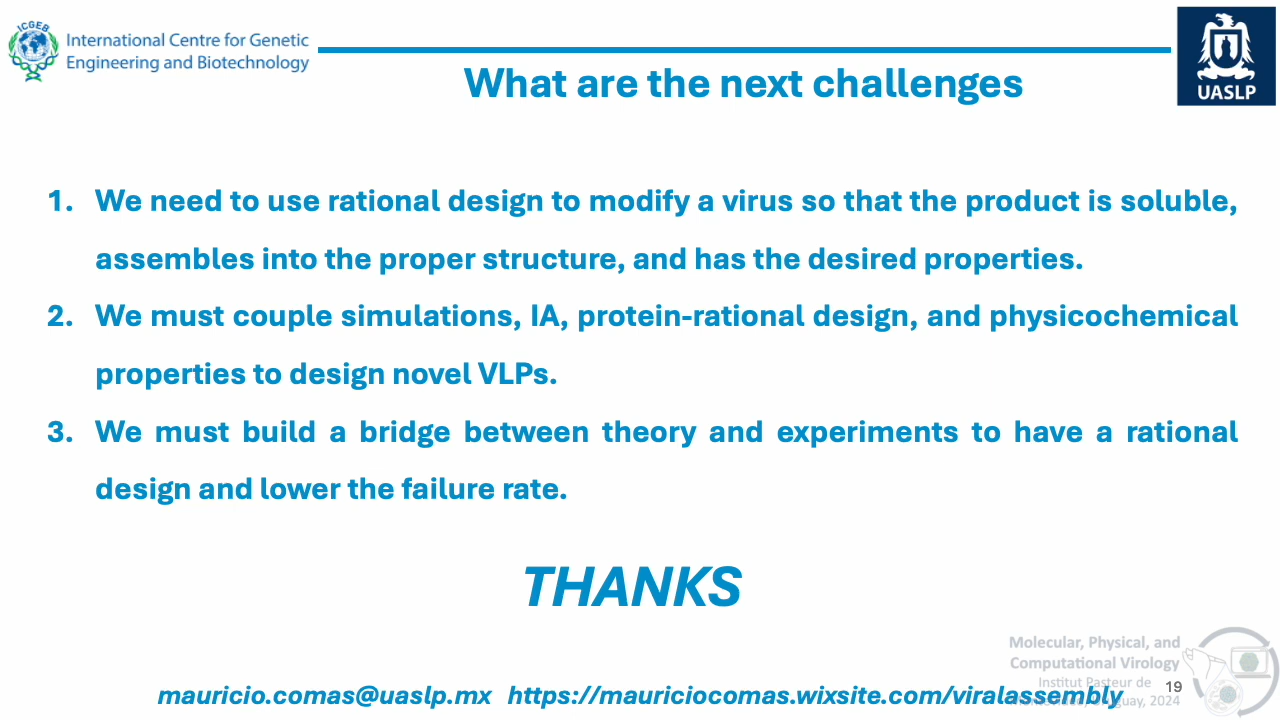 ICGEB
International Centre for Genetic
Engineering and Biotechnology
UASLP
What are the next challenges
1. We need to use rational design to modify a virus so that the product is soluble,
assembles into the proper structure, and has the desired properties.
2. We must couple simulations, IA, protein-rational design, and physicochemical
properties to design novel VLPs.
3. We must build a bridge between theory and experiments to have a rational
design and lower the failure rate.
THANKS
mauricio.comas@uaslp.mx https://mauriciocomas.wixsite.com/viralassembly
Molecular, Physical, and
Computational Virology
Institut Pasteur de
Uruguay, 2024
19